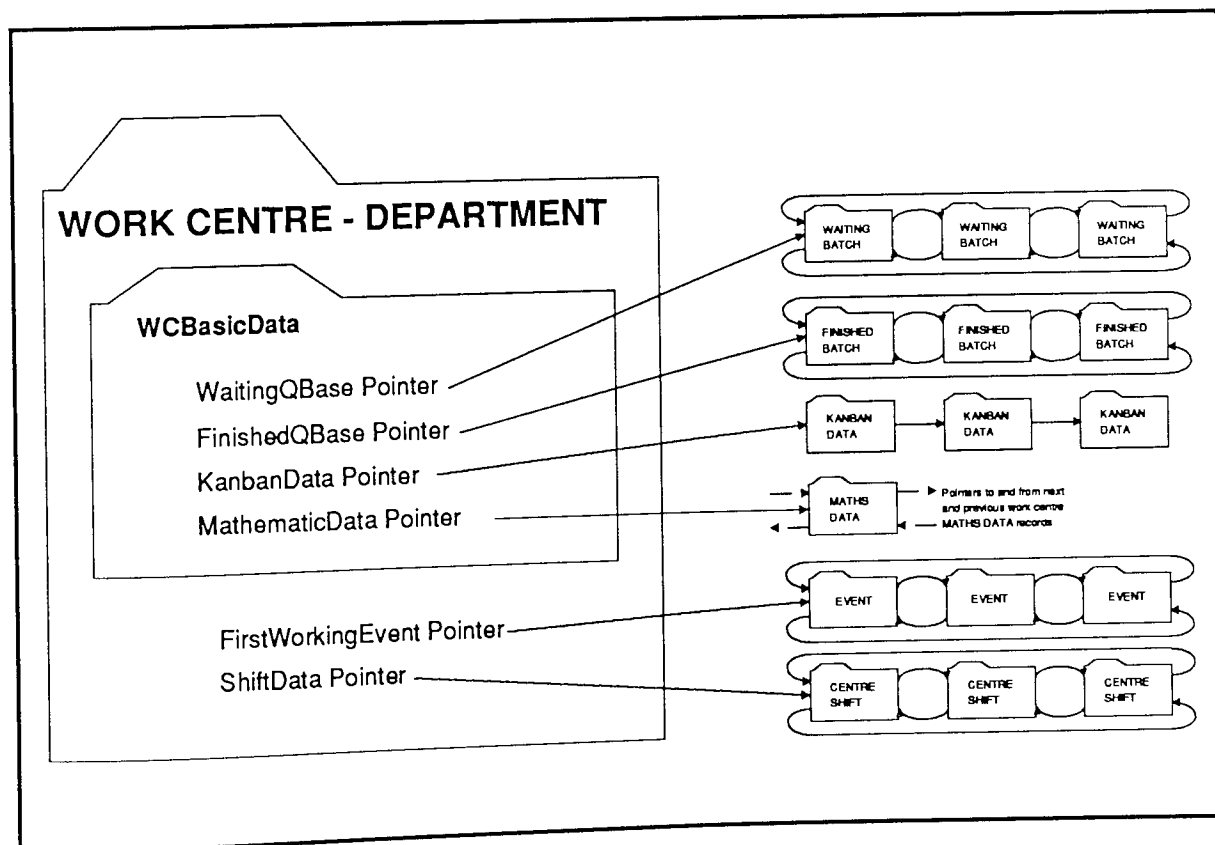 WORK CENTRE - DEPARTMENT
WCBasicData
WaitingQBase Pointer
FinishedQBase Pointer
KanbanData Pointer
MathematicData Pointer
FirstWorkingEvent Pointer
ShiftData Pointer
WAITING
BATCH
WAITING
BATCH
WAITING
BATCH
FINISHED
BATCH
FINISHED
BATCH
FINISHED
BATCH
KANBAN
DATA
KANBAN
DATA
KANBAN
DATA
MATHS
DATA
Pointers to and from next
and previous work centre
MATHS DATA records
EVENT
EVENT
EVENT
CENTRE
SHIFT
CENTRE
SHIFT
CENTRE
SHIFT